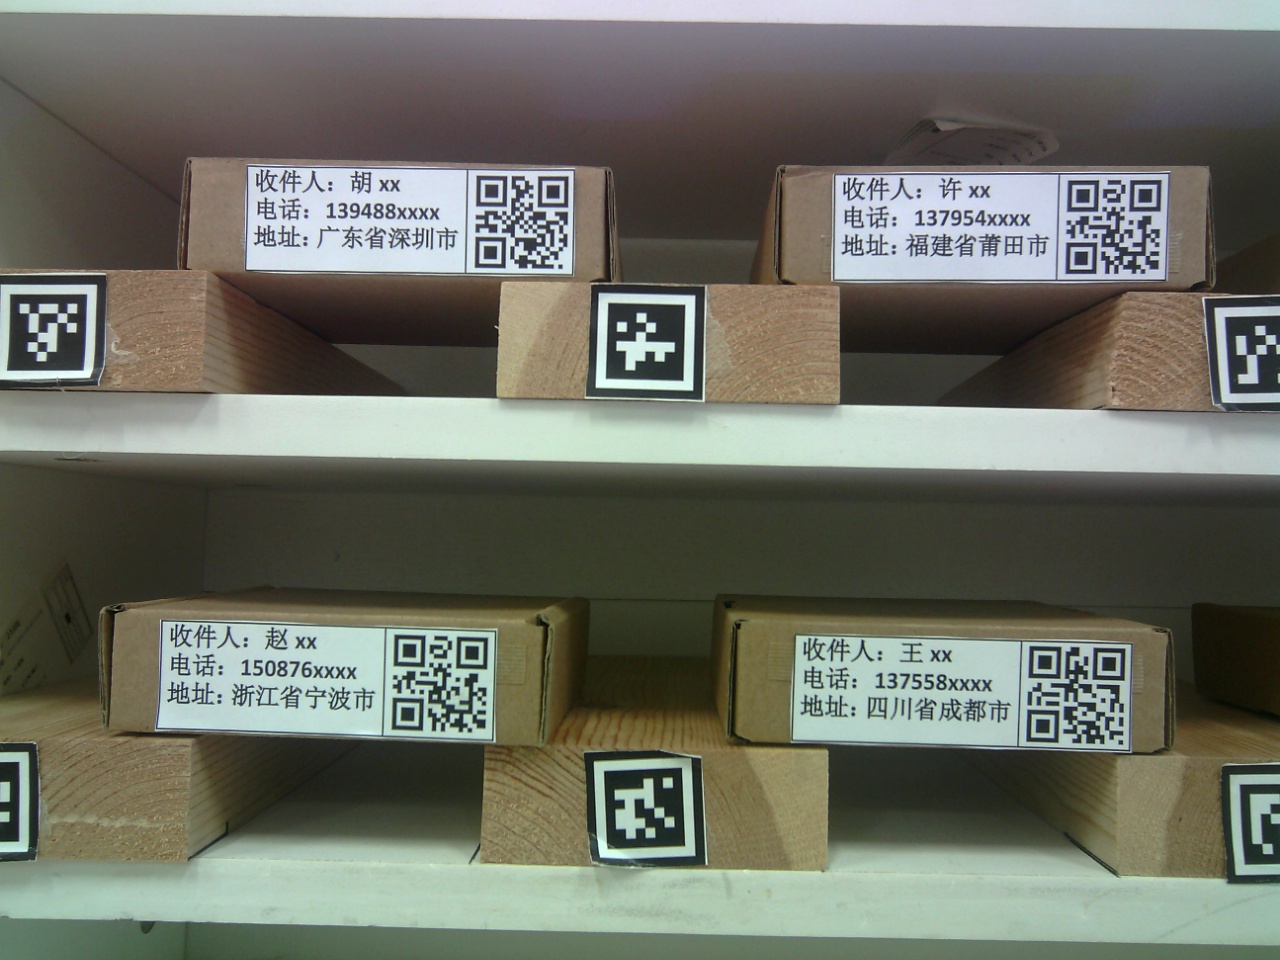 收件人：胡 xx
电话：139488xxxx
地址：广东省深圳市
收件人：许 xx
电话：137954xxxx
地址：福建省莆田市
收件人：赵 xx
电话：150876xxxx
地址：浙江省宁波市
收件人：王 xx
电话：137558xxxx
地址：四川省成都市